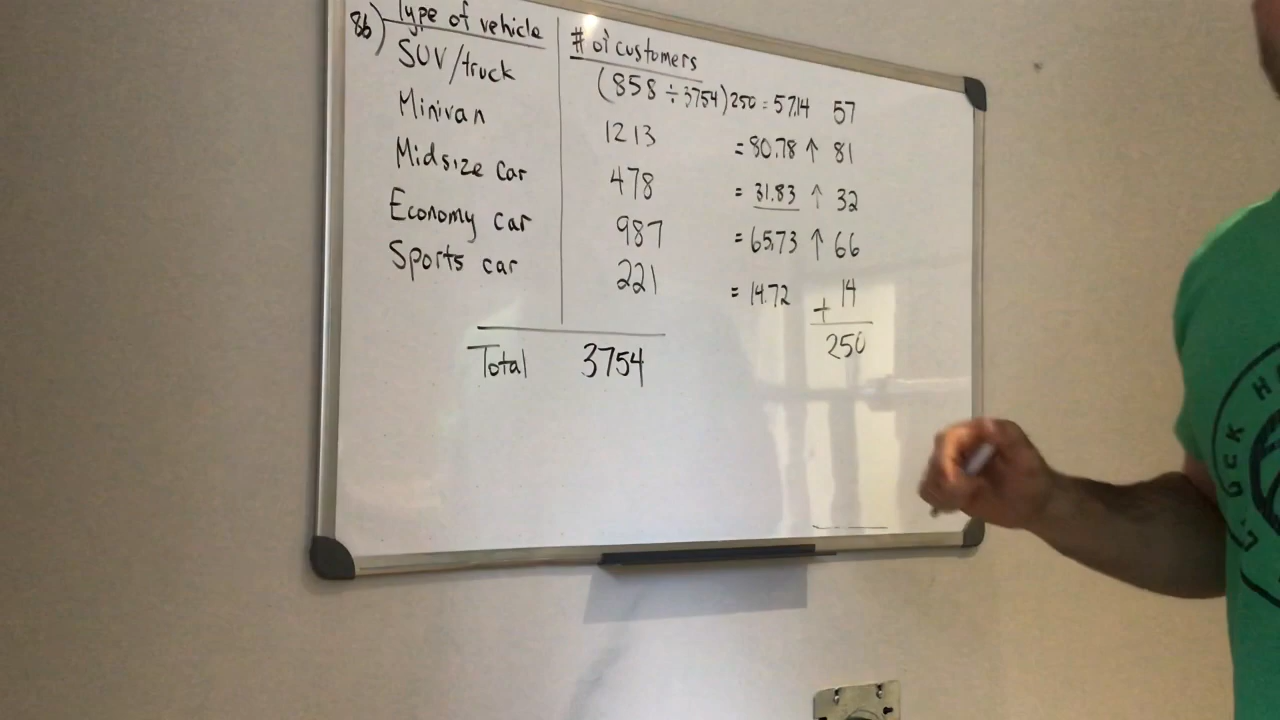 86) Type of vehicle # of customers
SUV/truck (858 ÷ 3754) 250 = 57.14 57
Minivan 1213 = 80.78 ↑ 81
Midsize car 478 = 31.83 ↑ 32
Economy car 987 = 65.73 ↑ 66
Sports car 221 = 14.72 + 14
250
Total 3754